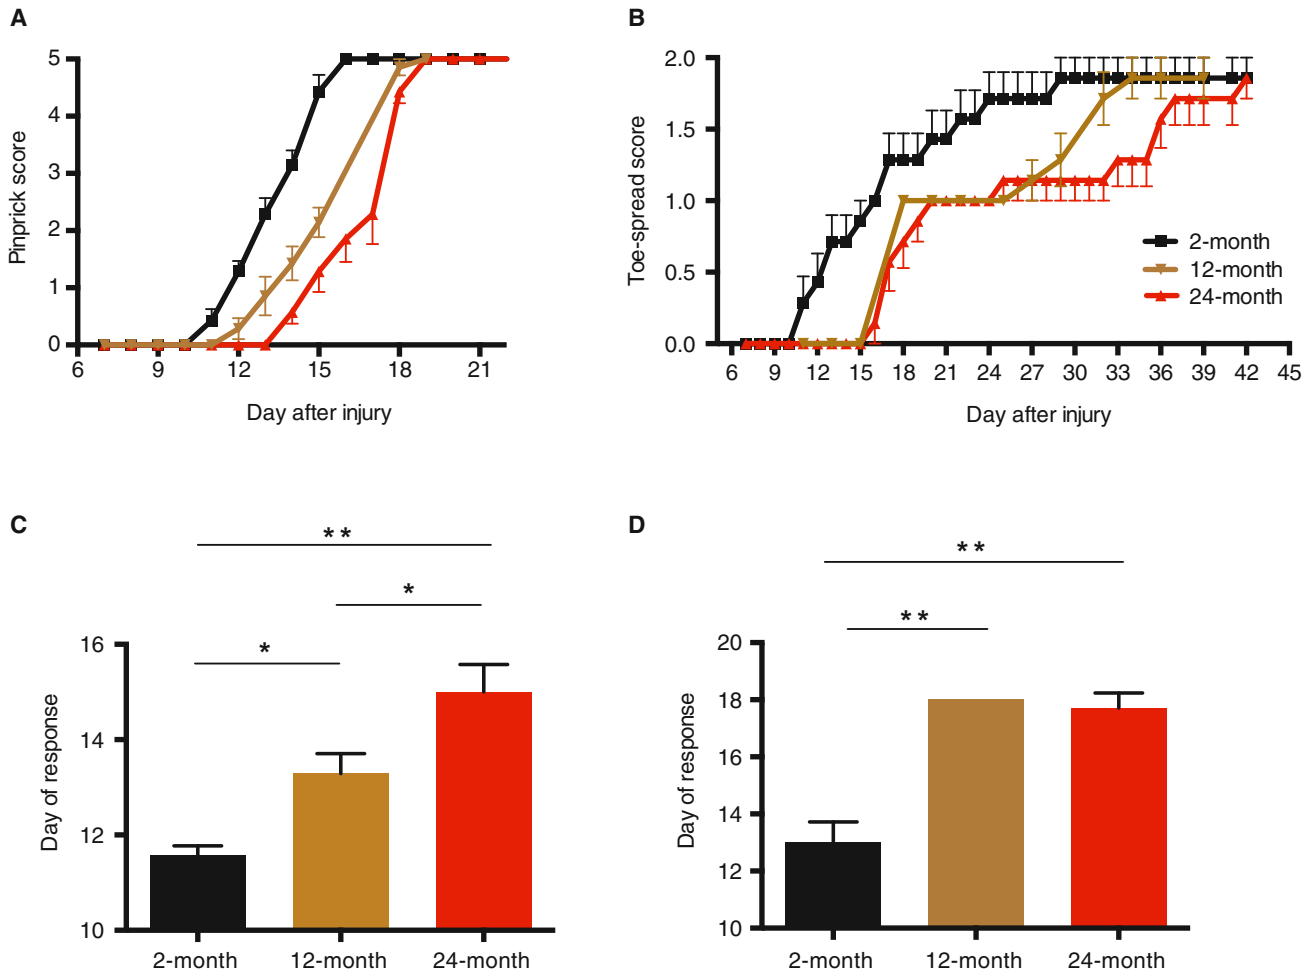 A
Pinprick score
5
4
3
2
1
0
6 9 12 15 18 21
Day after injury
B
Toe-spread score
2.0
1.5
1.0
0.5
0.0
2-month
12-month
24-month
6 9 12 15 18 21 24 27 30 33 36 39 42 45
Day after injury
C
**
*
*
Day of response
16
14
12
10
2-month 12-month 24-month
D
**
**
Day of response
20
18
16
14
12
10
2-month 12-month 24-month